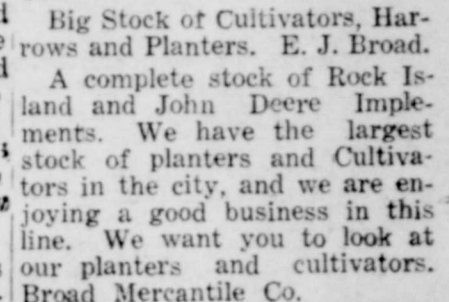 Big Stock of Cultivators, Har-
rows and Planters. E. J. Broad.
A complete stock of Rock Is-
land and John Deere Imple-
ments. We have the largest
stock of planters and Cultiva-
tors in the city, and we are en-
joying a good business in this
line. We want you to look at
our planters and cultivators.
Broad Mercantile Co.